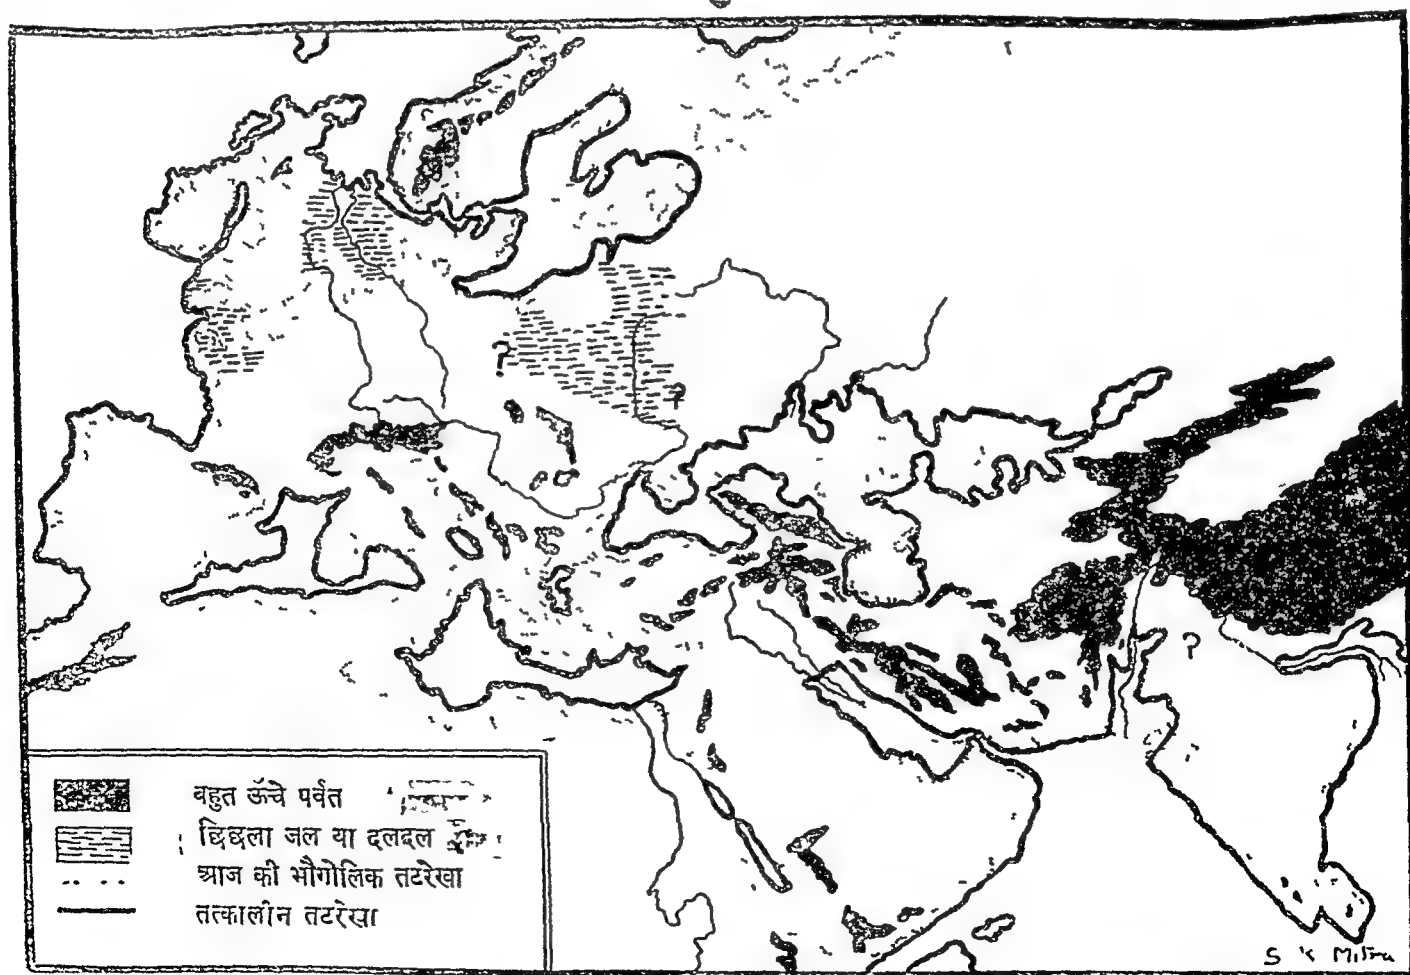 ?
?
?
बहुत ऊँचे पर्वत
छिछला जल या दलदल
आज की भौगोलिक तटरेखा
तत्कालीन तटरेखा
S K Mitra